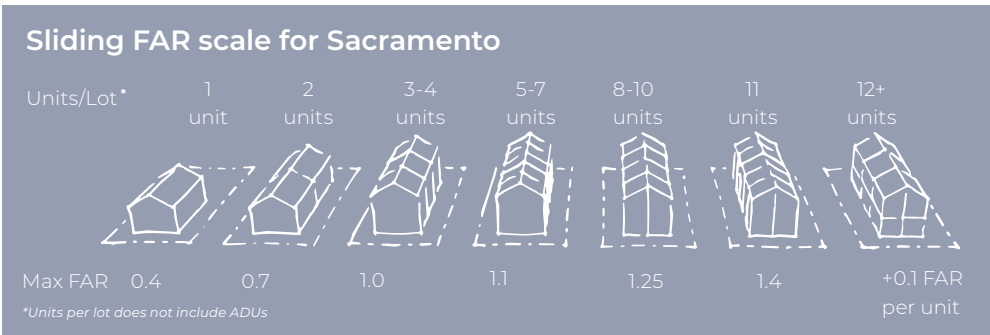 Sliding FAR scale for Sacramento
Units/Lot* 1 unit 2 units 3-4 units 5-7 units 8-10 units 11 units 12+ units
Max FAR 0.4 0.7 1.0 1.1 1.25 1.4 +0.1 FAR per unit
*Units per lot does not include ADUs